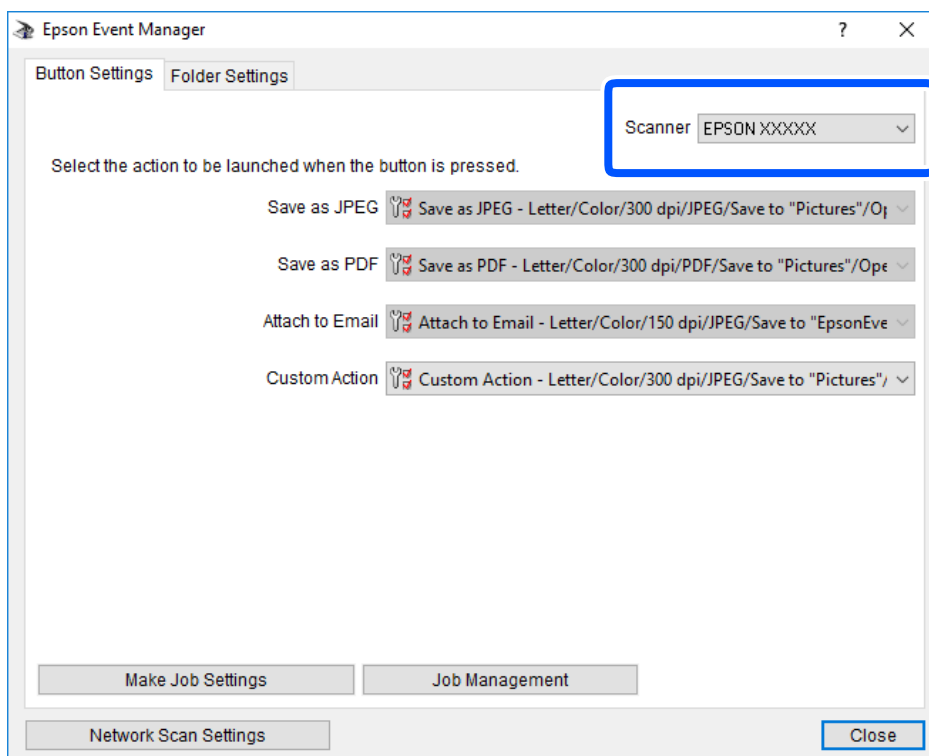 Epson Event Manager
Button Settings Folder Settings
Scanner EPSON XXXXX
Select the action to be launched when the button is pressed.
Save as JPEG Save as JPEG - Letter/Color/300 dpi/JPEG/Save to "Pictures"/Op
Save as PDF Save as PDF - Letter/Color/300 dpi/PDF/Save to "Pictures"/Ope
Attach to Email Attach to Email - Letter/Color/150 dpi/JPEG/Save to "EpsonEve
Custom Action Custom Action - Letter/Color/300 dpi/JPEG/Save to "Pictures"/
Make Job Settings Job Management
Network Scan Settings Close